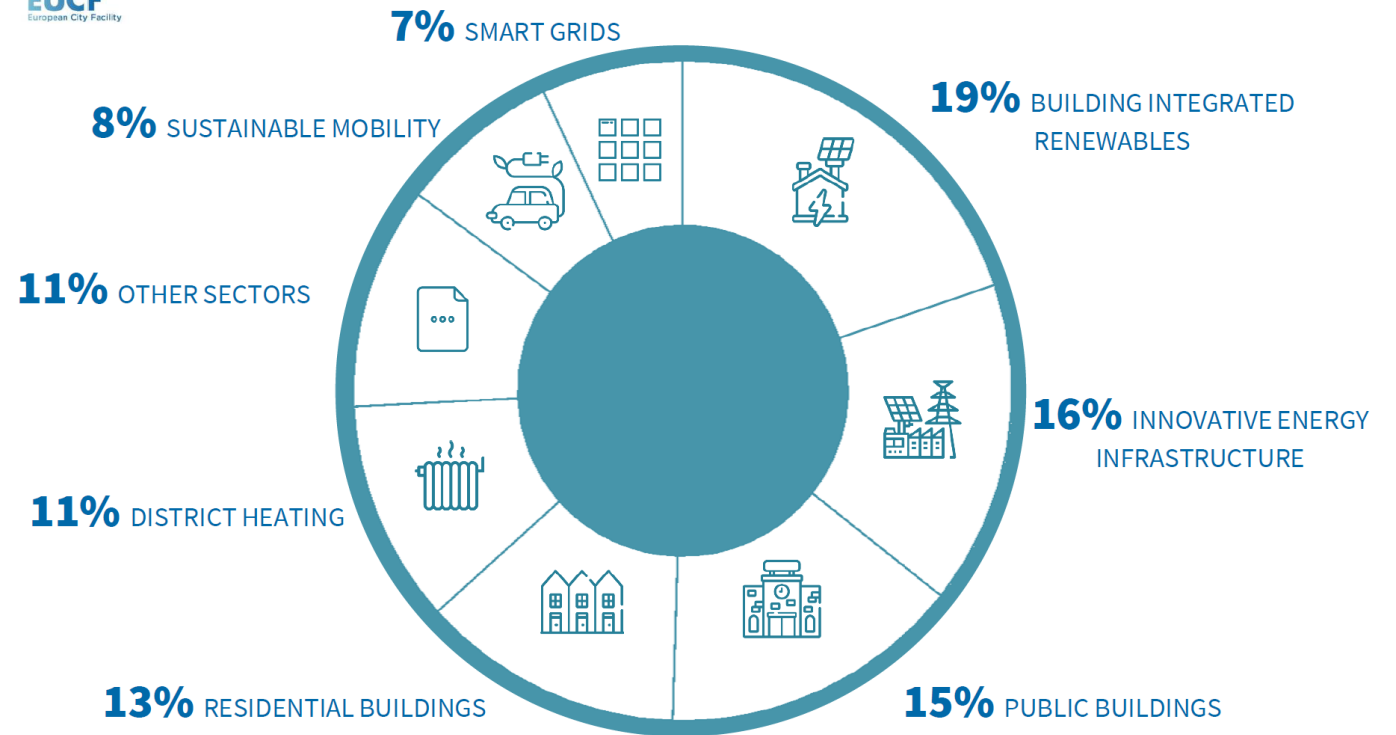 EUCF
European City Facility
7% SMART GRIDS
19% BUILDING INTEGRATED
RENEWABLES
8% SUSTAINABLE MOBILITY
11% OTHER SECTORS
16% INNOVATIVE ENERGY
INFRASTRUCTURE
11% DISTRICT HEATING
13% RESIDENTIAL BUILDINGS
15% PUBLIC BUILDINGS